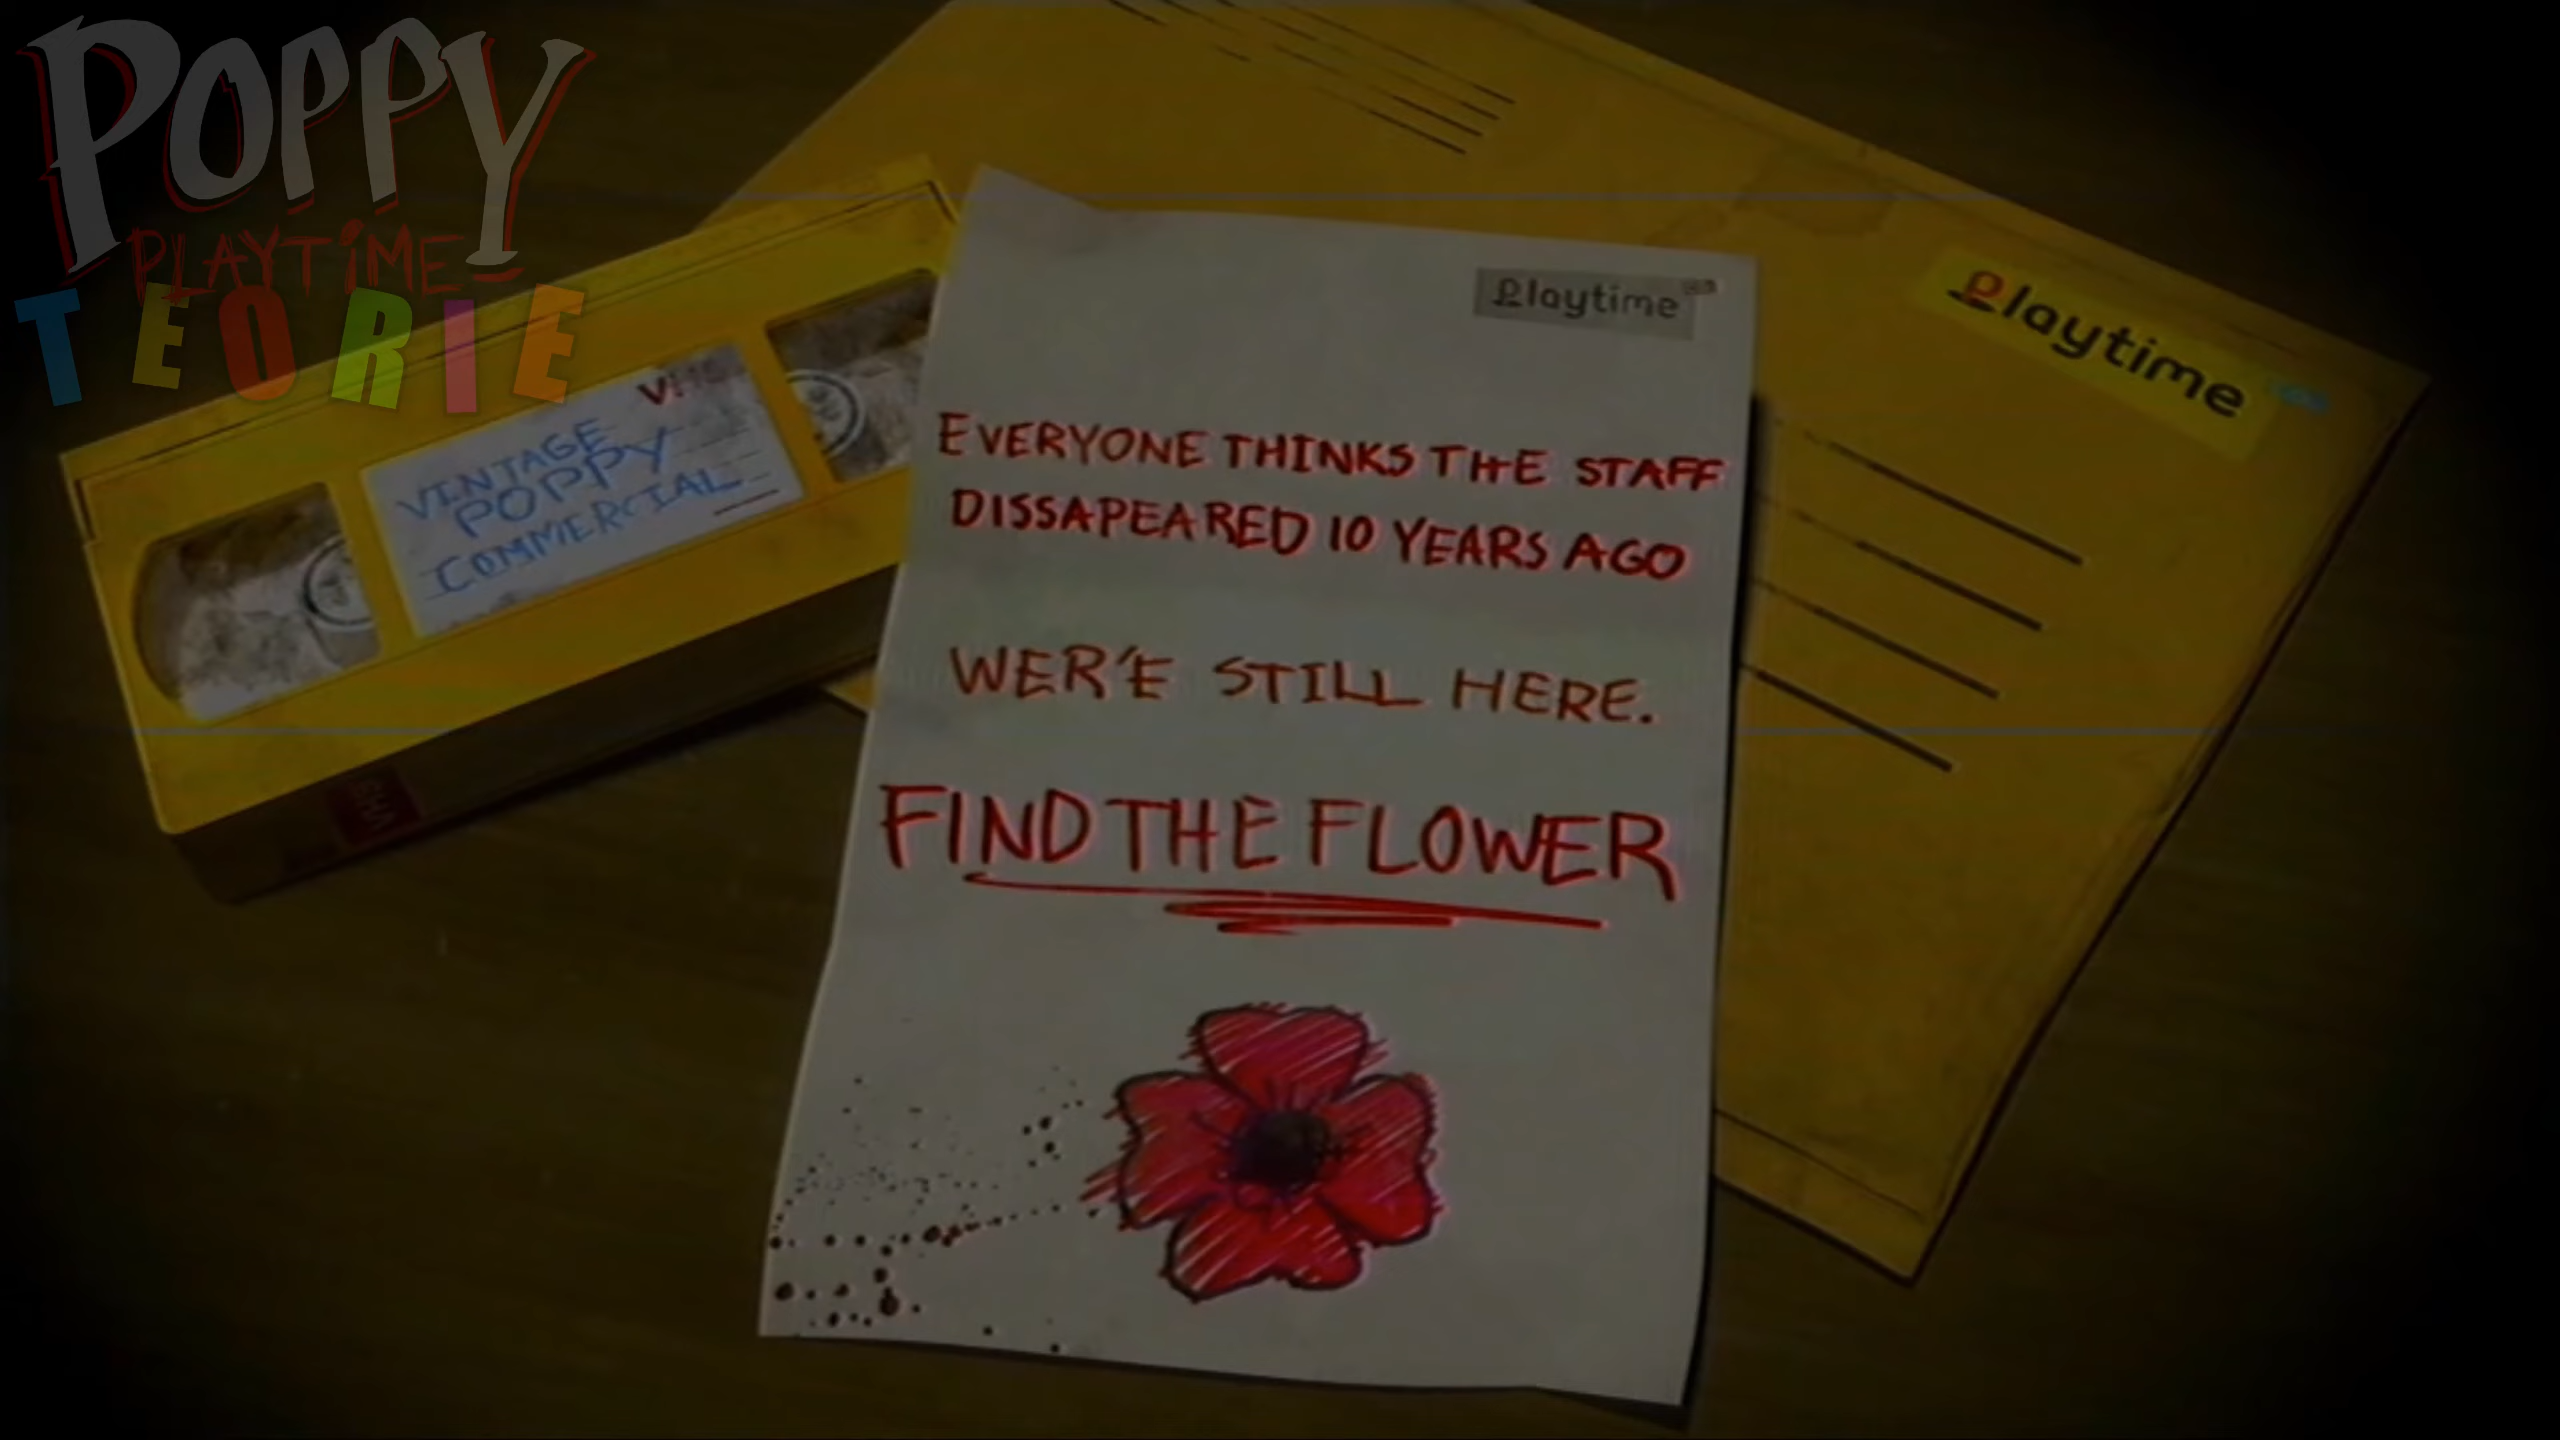 POPPY
PLAYTIME
TEORIE
VHS
VINTAGE
POPPY
COMMERCIAL
VHS
Playtime
Playtime
EVERYONE THINKS THE STAFF
DISSAPEARED 10 YEARS AGO
WER'E STILL HERE.
FIND THE FLOWER